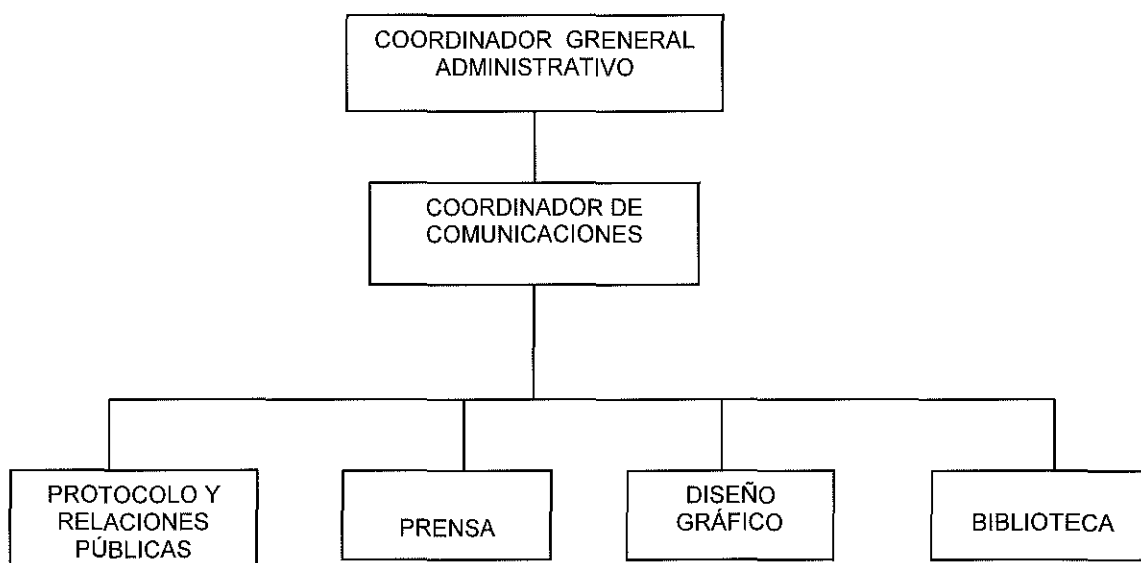 COORDINADOR GRENERAL
ADMINISTRATIVO
COORDINADOR DE
COMUNICACIONES
PROTOCOLO Y
RELACIONES
PÚBLICAS
PRENSA
DISEÑO
GRÁFICO
BIBLIOTECA